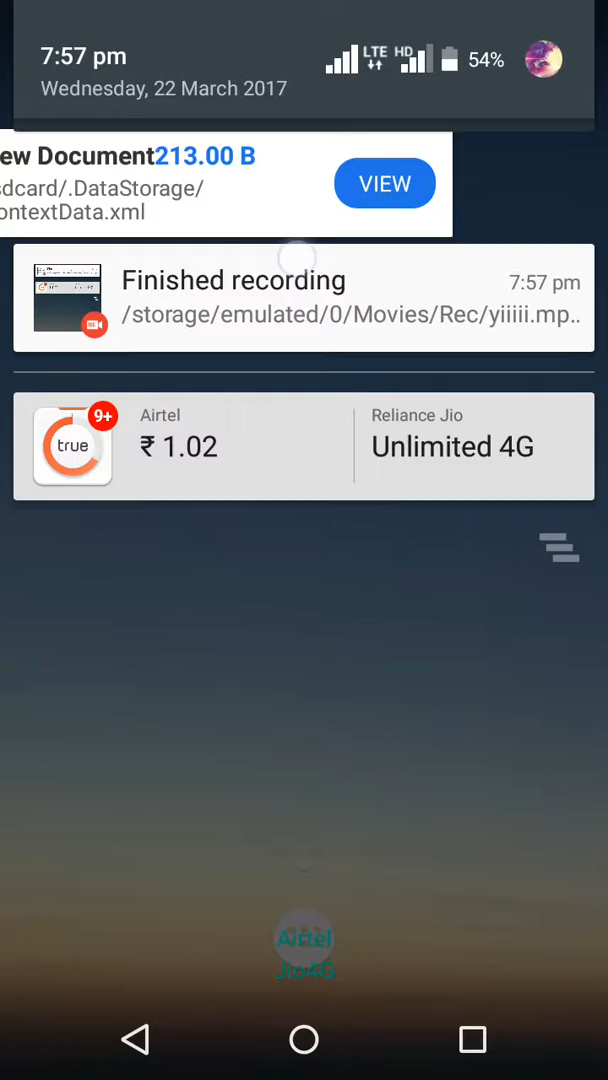 7:57 pm
LTE HD 54%
Wednesday, 22 March 2017
ew Document213.00 B
sdcard/.DataStorage/
ontextData.xml
VIEW
Finished recording
7:57 pm
/storage/emulated/0/Movies/Rec/yiiiii.mp..
9+
true
Airtel
₹ 1.02
Reliance Jio
Unlimited 4G
Airtel
Jio4G